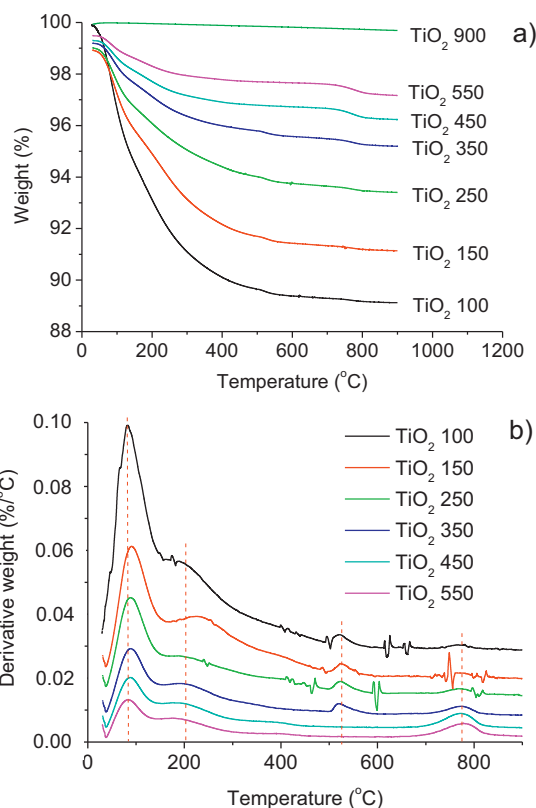 a)
100
98
96
94
92
90
88
Weight (%)
TiO2 900
TiO2 550
TiO2 450
TiO2 350
TiO2 250
TiO2 150
TiO2 100
0 200 400 600 800 1000 1200
Temperature (oC)
b)
0.10
0.08
0.06
0.04
0.02
0.00
Derivative weight (%/oC)
TiO2 100
TiO2 150
TiO2 250
TiO2 350
TiO2 450
TiO2 550
0 200 400 600 800
Temperature (oC)